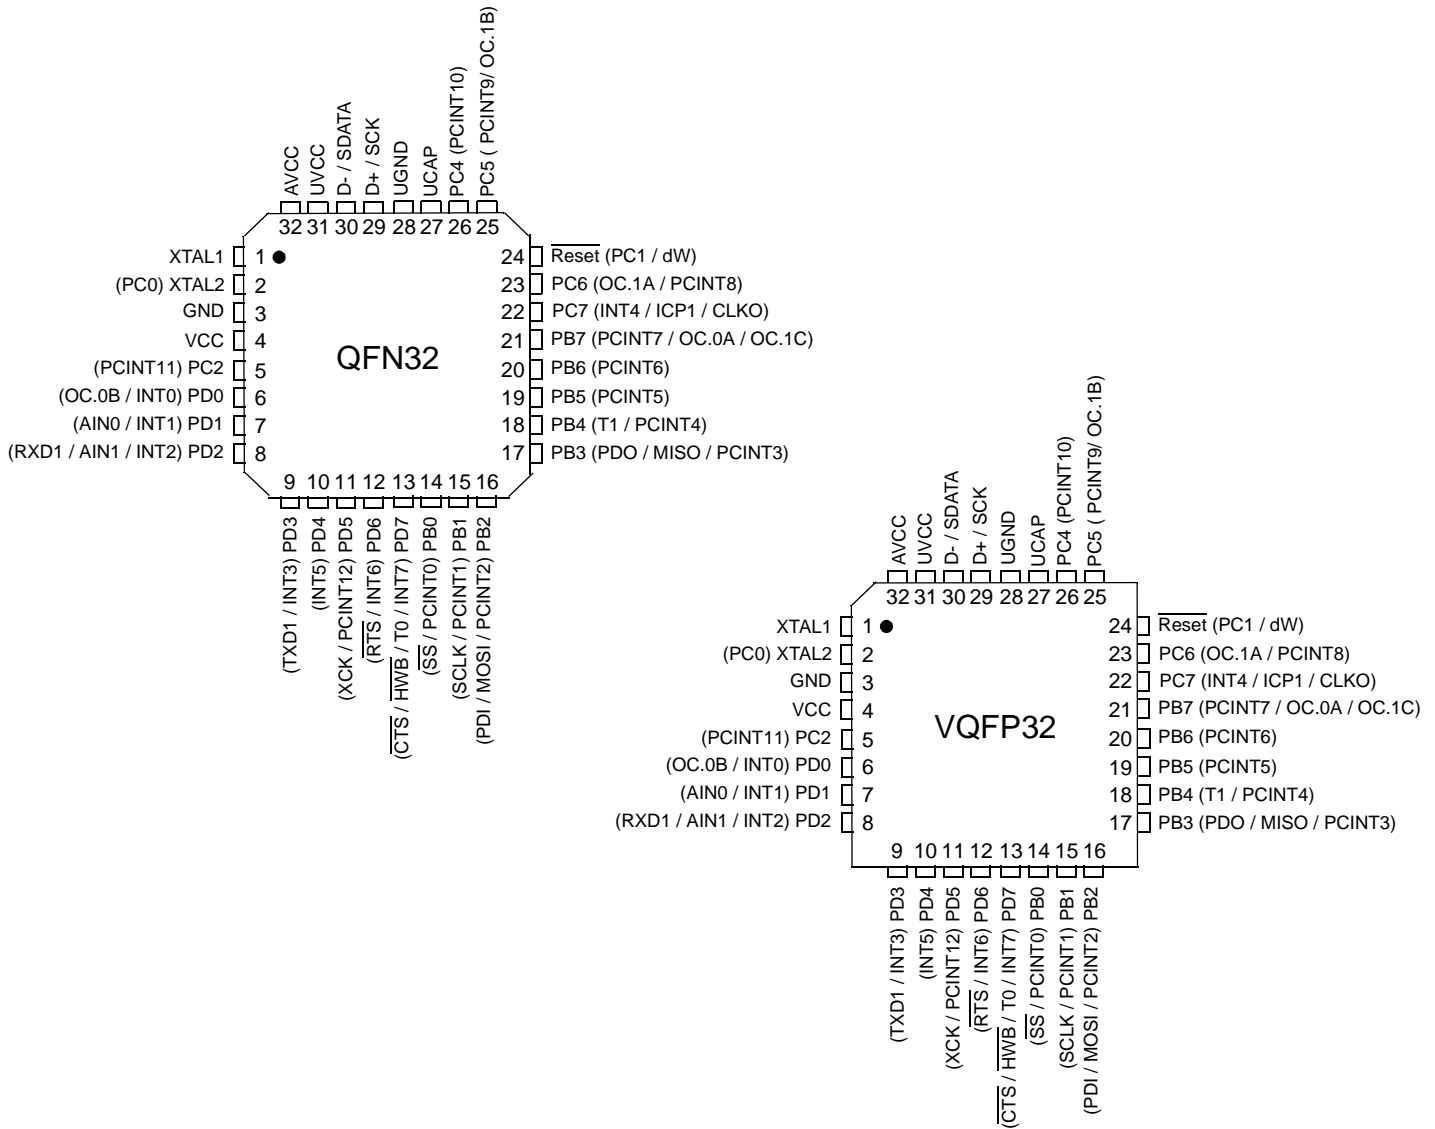 AVCC
UVCC
D- / SDATA
D+ / SCK
UGND
UCAP
PC4 (PCINT10)
PC5 ( PCINT9/ OC.1B)
32 31 30 29 28 27 26 25
XTAL1 1
(PC0) XTAL2 2
GND 3
VCC 4
(PCINT11) PC2 5
(OC.0B / INT0) PD0 6
(AIN0 / INT1) PD1 7
(RXD1 / AIN1 / INT2) PD2 8
QFN32
24 Reset (PC1 / dW)
23 PC6 (OC.1A / PCINT8)
22 PC7 (INT4 / ICP1 / CLKO)
21 PB7 (PCINT7 / OC.0A / OC.1C)
20 PB6 (PCINT6)
19 PB5 (PCINT5)
18 PB4 (T1 / PCINT4)
17 PB3 (PDO / MISO / PCINT3)
9 10 11 12 13 14 15 16
(TXD1 / INT3) PD3
(INT5) PD4
(XCK / PCINT12) PD5
(RTS / INT6) PD6
(CTS / HWB / T0 / INT7) PD7
(SS / PCINT0) PB0
(SCLK / PCINT1) PB1
(PDI / MOSI / PCINT2) PB2
AVCC
UVCC
D- / SDATA
D+ / SCK
UGND
UCAP
PC4 (PCINT10)
PC5 ( PCINT9/ OC.1B)
32 31 30 29 28 27 26 25
XTAL1 1
(PC0) XTAL2 2
GND 3
VCC 4
(PCINT11) PC2 5
(OC.0B / INT0) PD0 6
(AIN0 / INT1) PD1 7
(RXD1 / AIN1 / INT2) PD2 8
VQFP32
24 Reset (PC1 / dW)
23 PC6 (OC.1A / PCINT8)
22 PC7 (INT4 / ICP1 / CLKO)
21 PB7 (PCINT7 / OC.0A / OC.1C)
20 PB6 (PCINT6)
19 PB5 (PCINT5)
18 PB4 (T1 / PCINT4)
17 PB3 (PDO / MISO / PCINT3)
9 10 11 12 13 14 15 16
(TXD1 / INT3) PD3
(INT5) PD4
(XCK / PCINT12) PD5
(RTS / INT6) PD6
(CTS / HWB / T0 / INT7) PD7
(SS / PCINT0) PB0
(SCLK / PCINT1) PB1
(PDI / MOSI / PCINT2) PB2